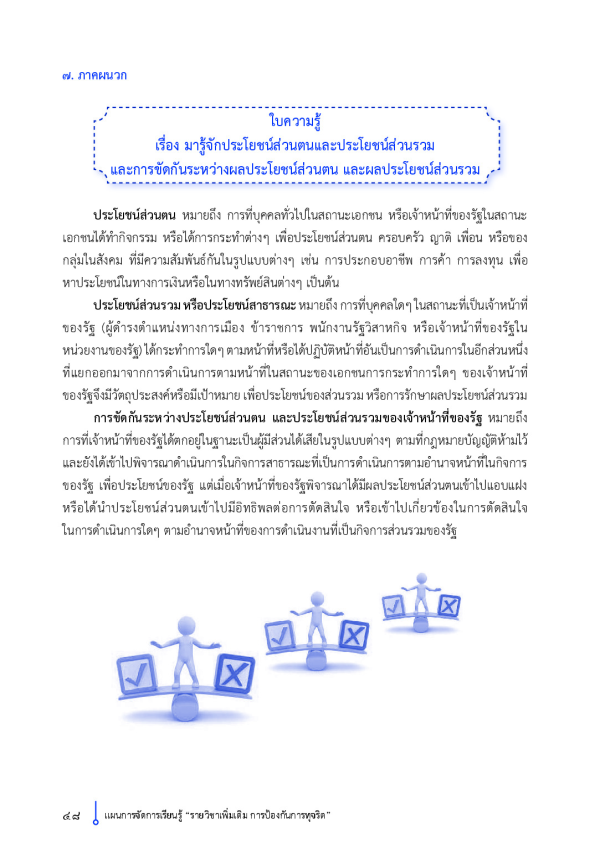 ๗. ภาคผนวก
ใบความรู้
เรื่อง มารู้จักประโยชน์ส่วนตนและประโยชน์ส่วนรวม
และการขัดกันระหว่างผลประโยชน์ส่วนตน และผลประโยชน์ส่วนรวม
ประโยชน์ส่วนตน หมายถึง การที่บุคคลทั่วไปในสถานะเอกชน หรือเจ้าหน้าที่ของรัฐในสถานะ
เอกชนได้ทำกิจกรรม หรือได้การกระทำต่างๆ เพื่อประโยชน์ส่วนตน ครอบครัว ญาติ เพื่อน หรือของ
กลุ่มในสังคม ที่มีความสัมพันธ์กันในรูปแบบต่างๆ เช่น การประกอบอาชีพ การค้า การลงทุน เพื่อ
หาประโยชน์ในทางการเงินหรือในทางทรัพย์สินต่างๆ เป็นต้น
ประโยชน์ส่วนรวม หรือประโยชน์สาธารณะ หมายถึง การที่บุคคลใดๆ ในสถานะที่เป็นเจ้าหน้าที่
ของรัฐ (ผู้ดำรงตำแหน่งทางการเมือง ข้าราชการ พนักงานรัฐวิสาหกิจ หรือเจ้าหน้าที่ของรัฐใน
หน่วยงานของรัฐ) ได้กระทำการใดๆ ตามหน้าที่หรือได้ปฏิบัติหน้าที่อันเป็นการดำเนินการในอีกส่วนหนึ่ง
ที่แยกออกมาจากการดำเนินการตามหน้าที่ในสถานะของเอกชนการกระทำการใดๆ ของเจ้าหน้าที่
ของรัฐจึงมีวัตถุประสงค์หรือมีเป้าหมาย เพื่อประโยชน์ของส่วนรวม หรือการรักษาผลประโยชน์ส่วนรวม
การขัดกันระหว่างประโยชน์ส่วนตน และประโยชน์ส่วนรวมของเจ้าหน้าที่ของรัฐ หมายถึง
การที่เจ้าหน้าที่ของรัฐได้ตกอยู่ในฐานะเป็นผู้มีส่วนได้เสียในรูปแบบต่างๆ ตามที่กฎหมายบัญญัติห้ามไว้
และยังได้เข้าไปพิจารณาดำเนินการในกิจการสาธารณะที่เป็นการดำเนินการตามอำนาจหน้าที่ในกิจการ
ของรัฐ เพื่อประโยชน์ของรัฐ แต่เมื่อเจ้าหน้าที่ของรัฐพิจารณาได้มีผลประโยชน์ส่วนตนเข้าไปแอบแฝง
หรือได้นำประโยชน์ส่วนตนเข้าไปมีอิทธิพลต่อการตัดสินใจ หรือเข้าไปเกี่ยวข้องในการตัดสินใจ
ในการดำเนินการใดๆ ตามอำนาจหน้าที่ของการดำเนินงานที่เป็นกิจการส่วนรวมของรัฐ
๔๘ แผนการจัดการเรียนรู้ “รายวิชาเพิ่มเติม การป้องกันการทุจริต”